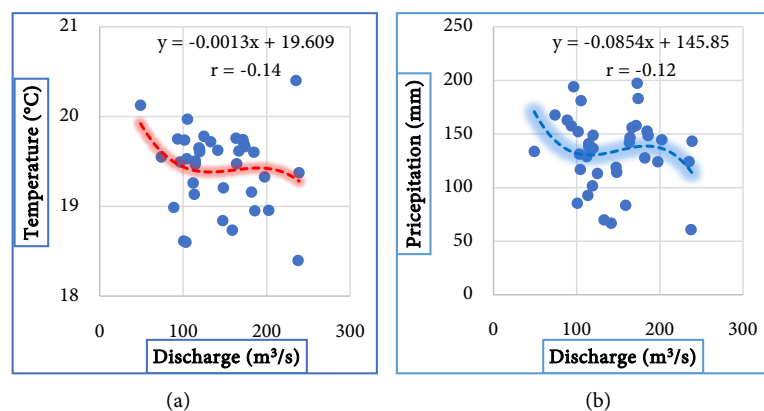 y = -0.0013x + 19.609
r = -0.14
21
20
19
18
0
100
200
300
Temperature (°C)
Discharge (m³/s)
(a)
y = -0.0854x + 145.85
r = -0.12
250
200
150
100
50
0
0
100
200
300
Pricepitation (mm)
Discharge (m³/s)
(b)